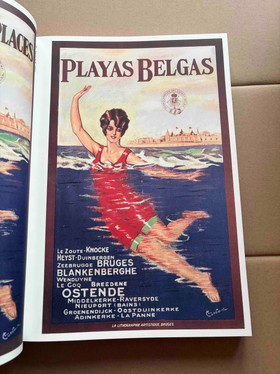 PLACES
PLAYAS BELGAS
LE ZOUTE-KNOCKE
HEYST-DUINBERGEN
ZEEBRUGGE BRUGES
BLANKENBERGHE
WENDUYNE
LE COQ BREEDENE
OSTENDE
MIDDELKERKE-RAVERSYDE
NIEUPORT (BAINS)
GROENENDIJCK-OOSTDUINKERKE
ADINKERKE-LA PANNE
LA LITHOGRAPHIE ARTISTIQUE BRUGES